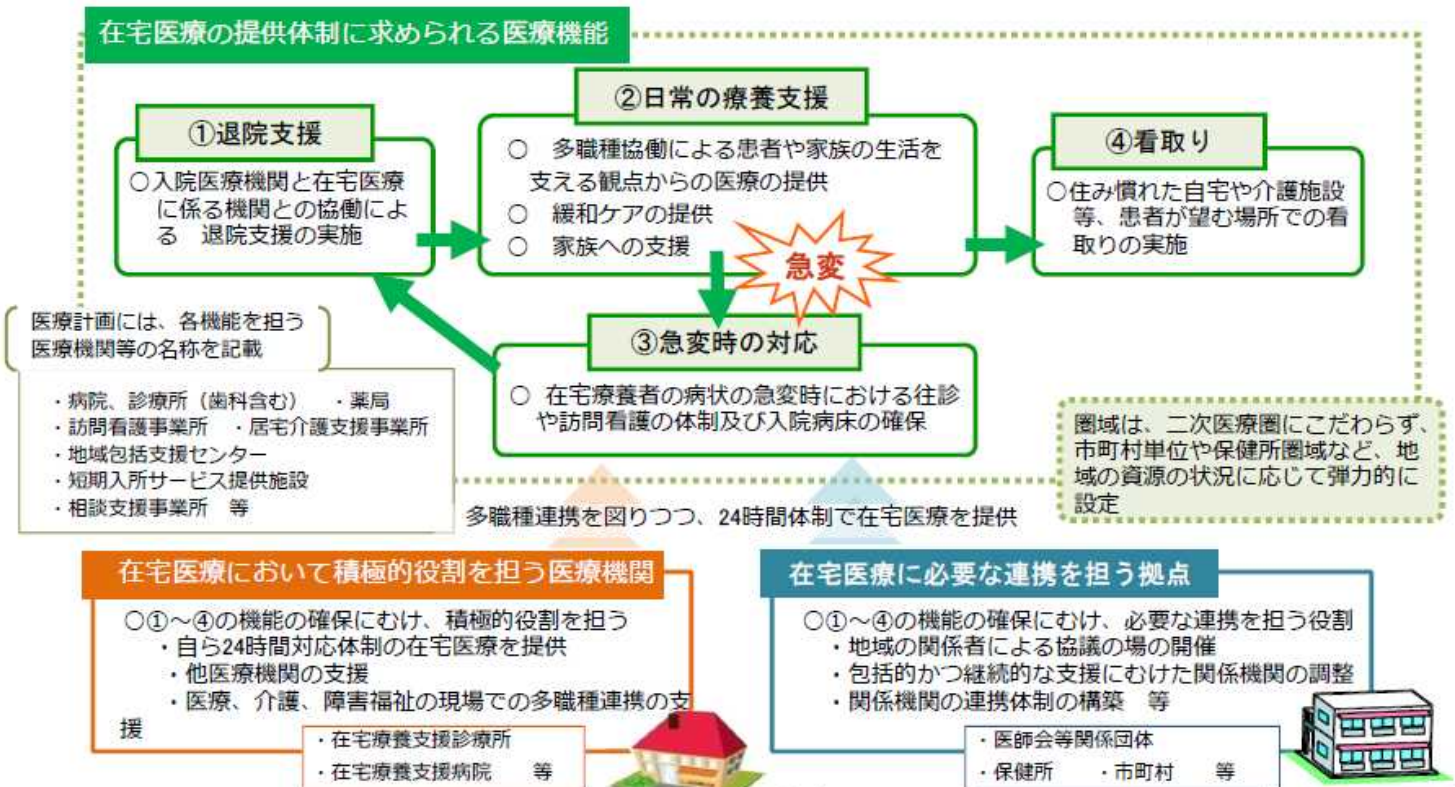 在宅医療の提供体制に求められる医療機能
①退院支援
○入院医療機関と在宅医療
に係る機関との協働によ
る　退院支援の実施
②日常の療養支援
○　多職種協働による患者や家族の生活を
支える観点からの医療の提供
○　緩和ケアの提供
○　家族への支援
急変
④看取り
○住み慣れた自宅や介護施設
等、患者が望む場所での看
取りの実施
③急変時の対応
○ 在宅療養者の病状の急変時における往診
や訪問看護の体制及び入院病床の確保
医療計画には、各機能を担う
医療機関等の名称を記載
・病院、診療所（歯科含む）　・薬局
・訪問看護事業所　・居宅介護支援事業所
・地域包括支援センター
・短期入所サービス提供施設
・相談支援事業所　等
圏域は、二次医療圏にこだわらず、
市町村単位や保健所圏域など、地
域の資源の状況に応じて弾力的に
設定
多職種連携を図りつつ、24時間体制で在宅医療を提供
在宅医療において積極的役割を担う医療機関
○①～④の機能の確保にむけ、積極的役割を担う
・自ら24時間対応体制の在宅医療を提供
・他医療機関の支援
・医療、介護、障害福祉の現場での多職種連携の支
援
・在宅療養支援診療所
・在宅療養支援病院　　等
在宅医療に必要な連携を担う拠点
○①～④の機能の確保にむけ、必要な連携を担う役割
・地域の関係者による協議の場の開催
・包括的かつ継続的な支援にむけた関係機関の調整
・関係機関の連携体制の構築　等
・医師会等関係団体
・保健所　　・市町村　　等